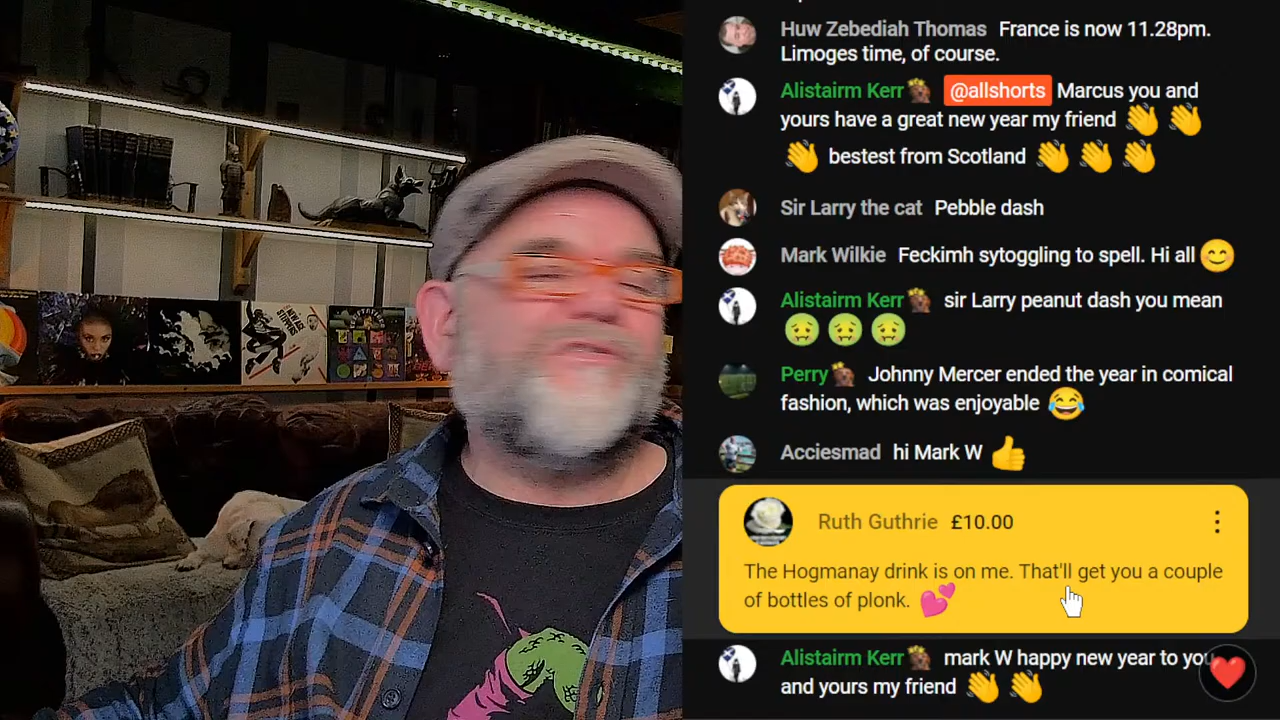 Huw Zebediah Thomas France is now 11.28pm.
Limoges time, of course.
Alistairm Kerr @allshorts Marcus you and
yours have a great new year my friend 👋 👋
👋 bestest from Scotland 👋 👋 👋
Sir Larry the cat Pebble dash
Mark Wilkie Feckimh sytoggling to spell. Hi all 😊
Alistairm Kerr sir Larry peanut dash you mean
🤢 🤢 🤢
Perry Johnny Mercer ended the year in comical
fashion, which was enjoyable 😂
Acciesmad hi Mark W 👍
Ruth Guthrie £10.00
The Hogmanay drink is on me. That'll get you a couple
of bottles of plonk. 💕
Alistairm Kerr mark W happy new year to you
and yours my friend 👋 👋